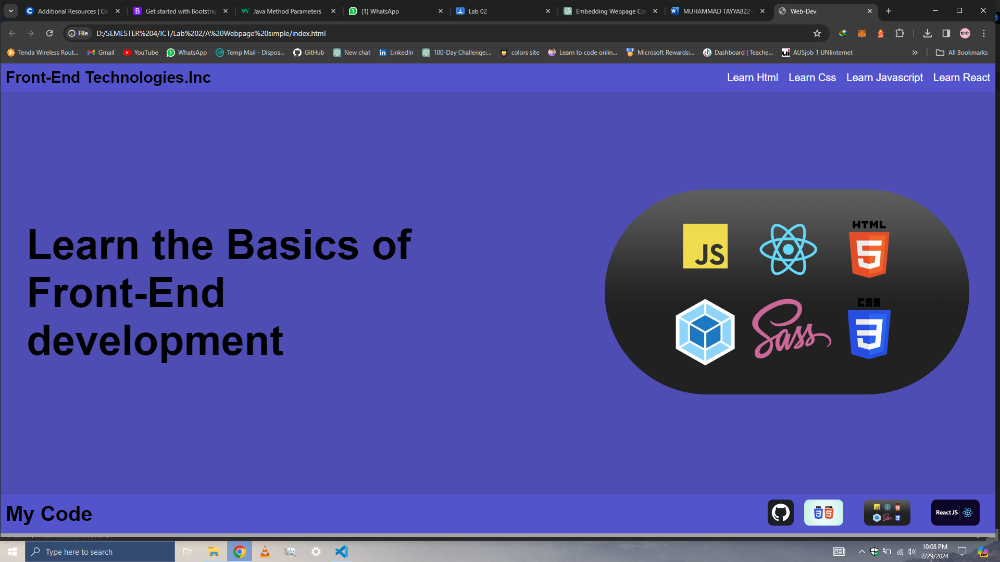 Additional Resources | Co
Get started with Bootstrap
Java Method Parameters
(1) WhatsApp
Lab 02
Embedding Webpage Co
MUHAMMAD TAYYAB22-
Web-Dev
File
D:/SEMESTER%204/ICT/Lab%202/A%20Webpage%20simple/index.html
Tenda Wireless Rout...
Gmail
YouTube
WhatsApp
Temp Mail - Dispos...
GitHub
New chat
LinkedIn
100-Day Challenge:...
colors site
Learn to code onlin...
Microsoft Rewards:...
Dashboard | Teache...
AUSjob 1 UNIinternet
All Bookmarks
Front-End Technologies.Inc
Learn Html
Learn Css
Learn Javascript
Learn React
Learn the Basics of
Front-End
development
JS
HTML
5
Sass
CSS
3
My Code
React JS
Type here to search
10:08 PM
2/29/2024